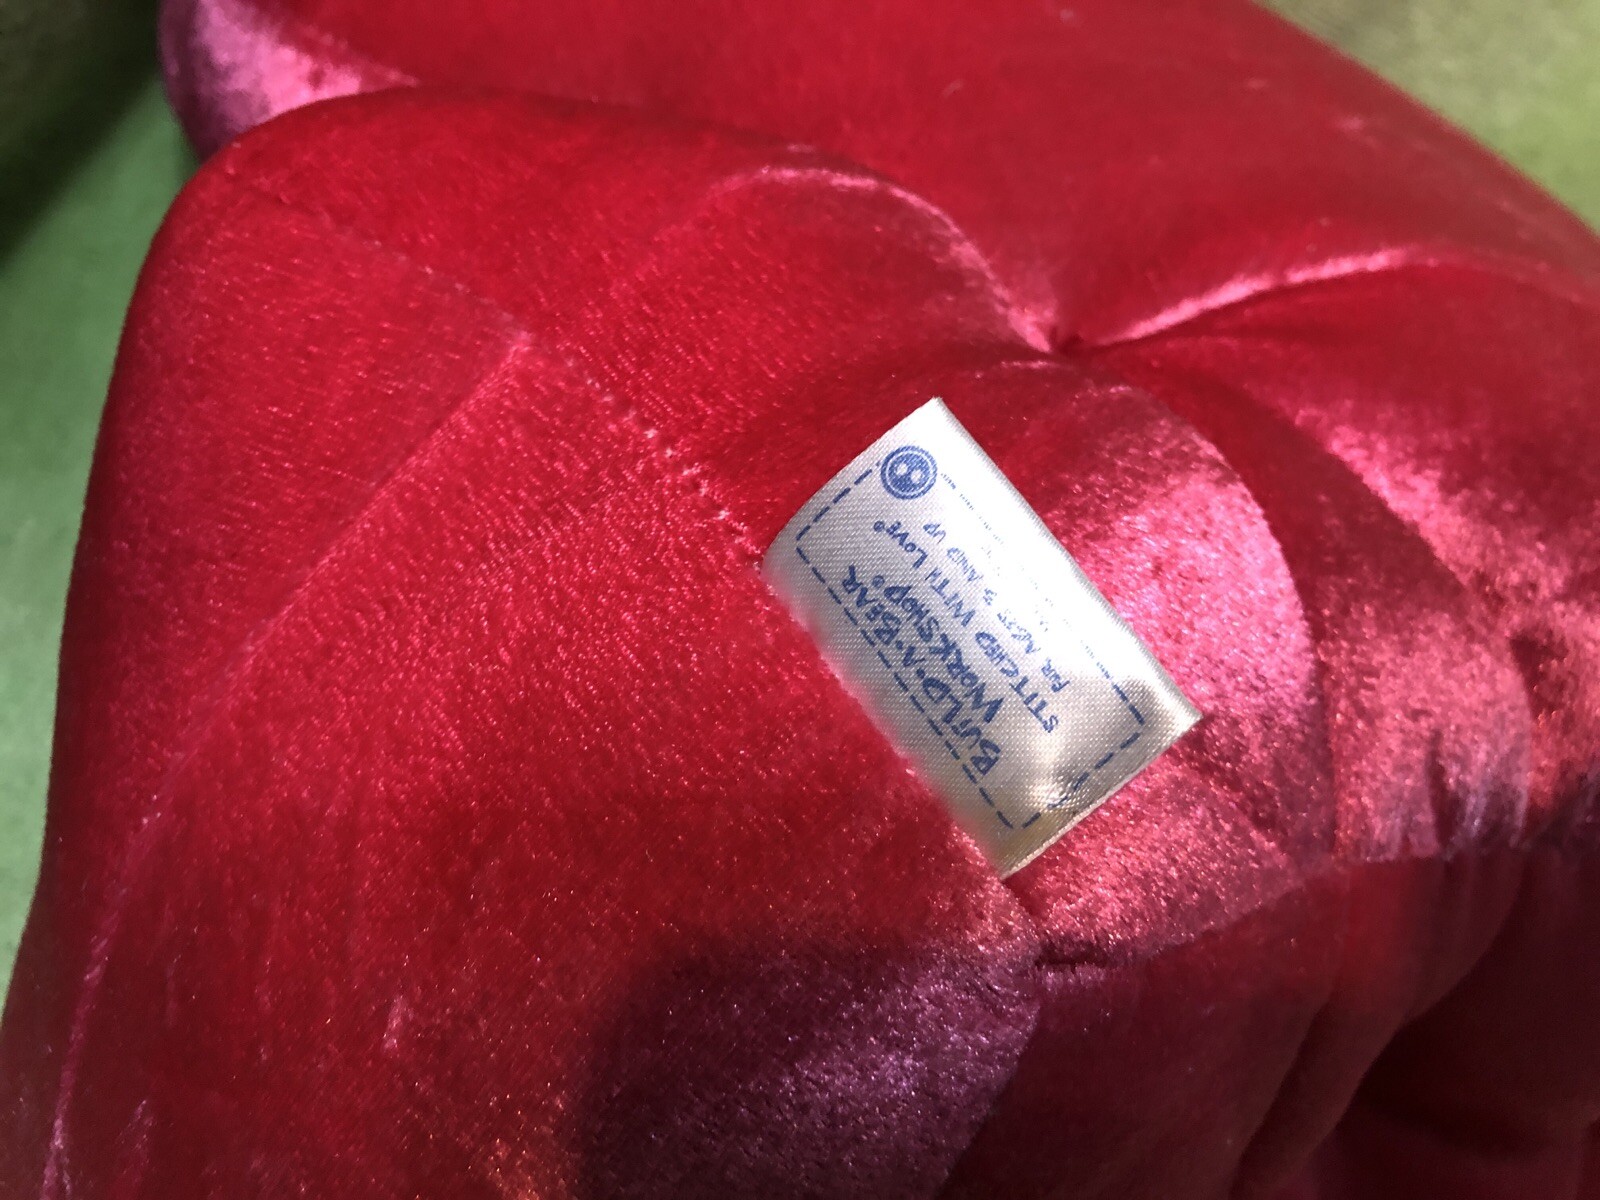 BUILD-A-BEAR
WORKSHOP®
STITCHED WITH LOVE®
FOR AGES 3 AND UP